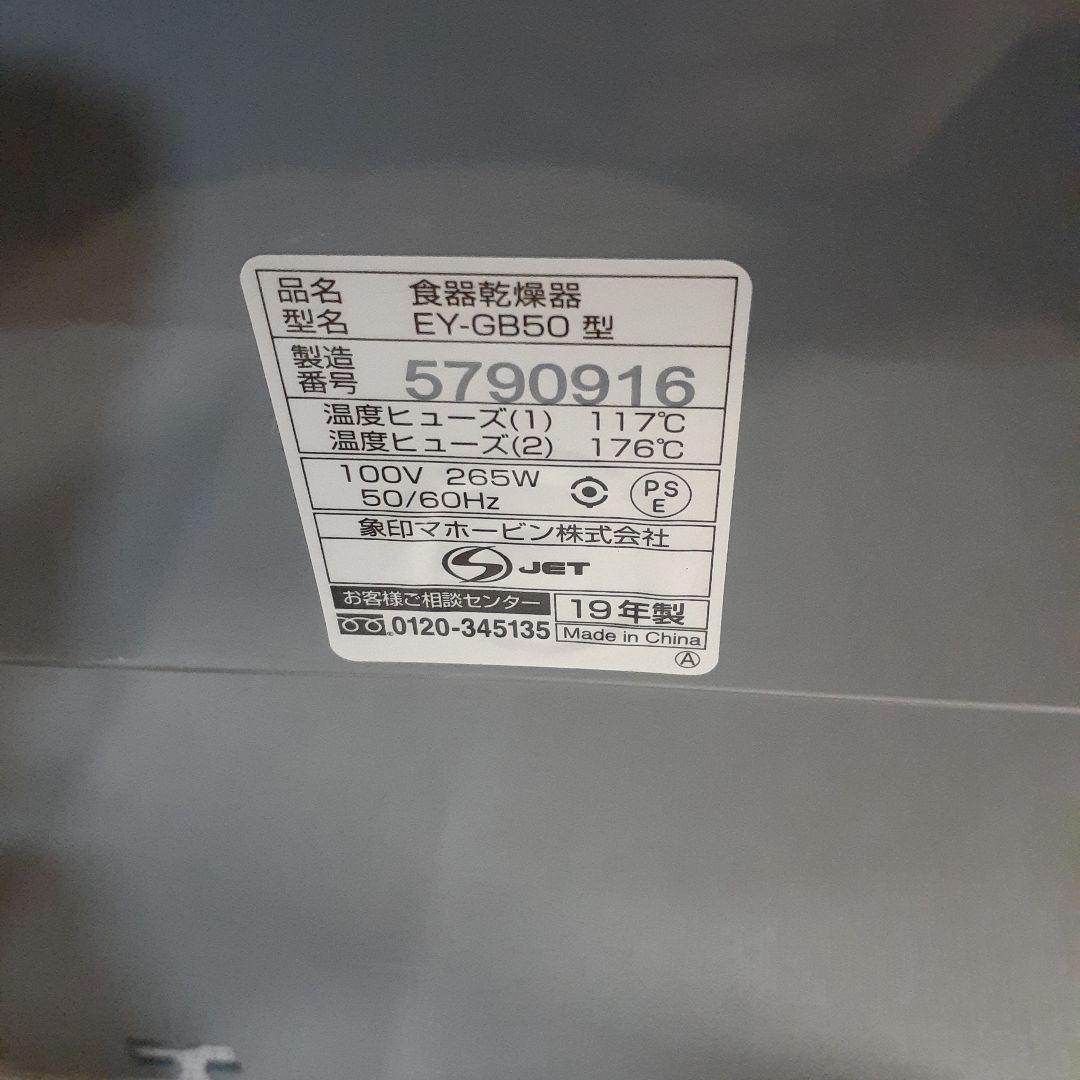 品名 食器乾燥器
型名 EY-GB50 型
製造番号 5790916
温度ヒューズ(1) 117℃
温度ヒューズ(2) 176℃
100V 265W
50/60Hz
PSE
象印マホービン株式会社
S JET
お客様ご相談センター
0120-345135
19年製
Made in China
Ⓐ